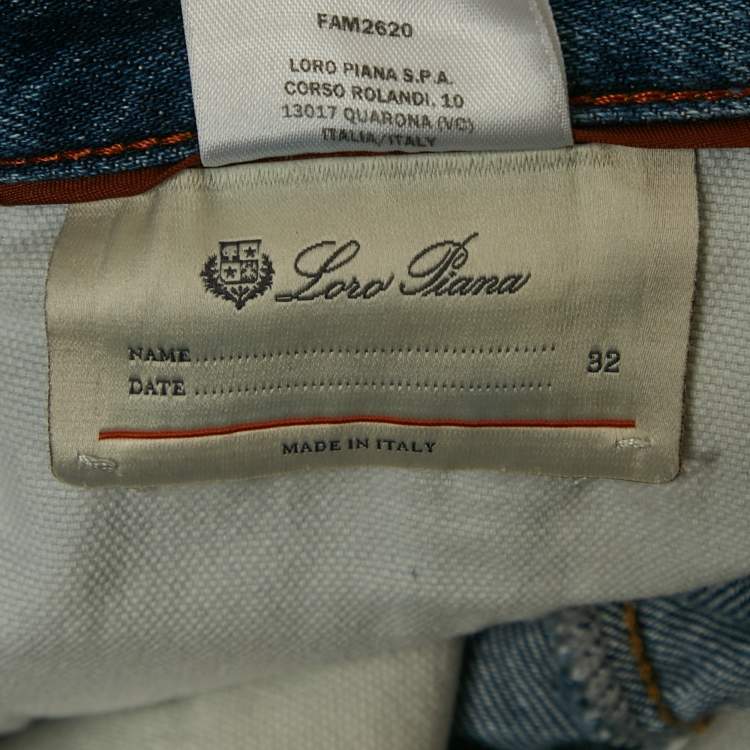 FAM2620
LORO PIANA S.P.A.
CORSO ROLANDI, 10
13017 QUARONA (VC)
ITALIA/ITALY
Loro Piana
NAME........................................................ 32
DATE........................................................
MADE IN ITALY